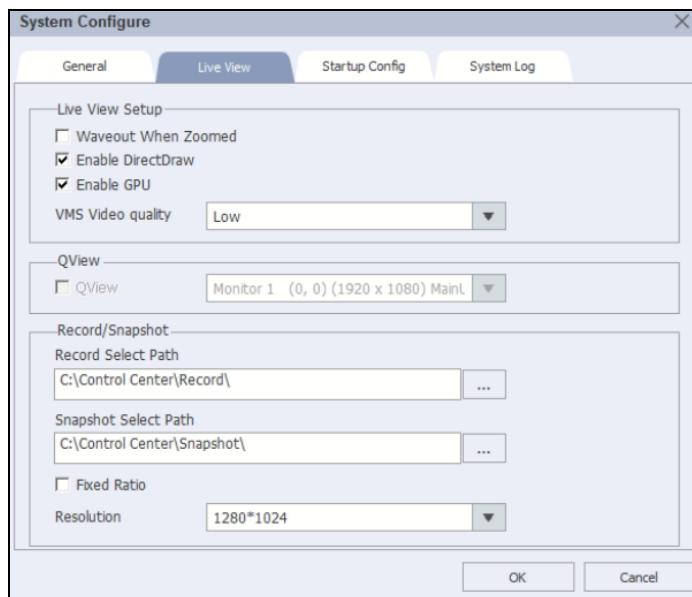 System Configure
General Live View Startup Config System Log
Live View Setup
Waveout When Zoomed
Enable DirectDraw
Enable GPU
VMS Video quality Low
QView
QView Monitor 1 (0, 0) (1920 x 1080) Main
Record/Snapshot
Record Select Path
C:\Control Center\Record\
...
Snapshot Select Path
C:\Control Center\Snapshot\
...
Fixed Ratio
Resolution 1280*1024
OK Cancel